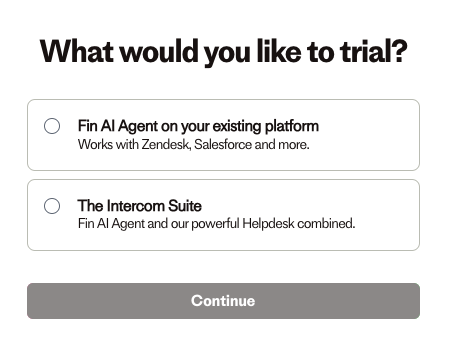 What would you like to trial?
Fin AI Agent on your existing platform
Works with Zendesk, Salesforce and more.
The Intercom Suite
Fin AI Agent and our powerful Helpdesk combined.
Continue